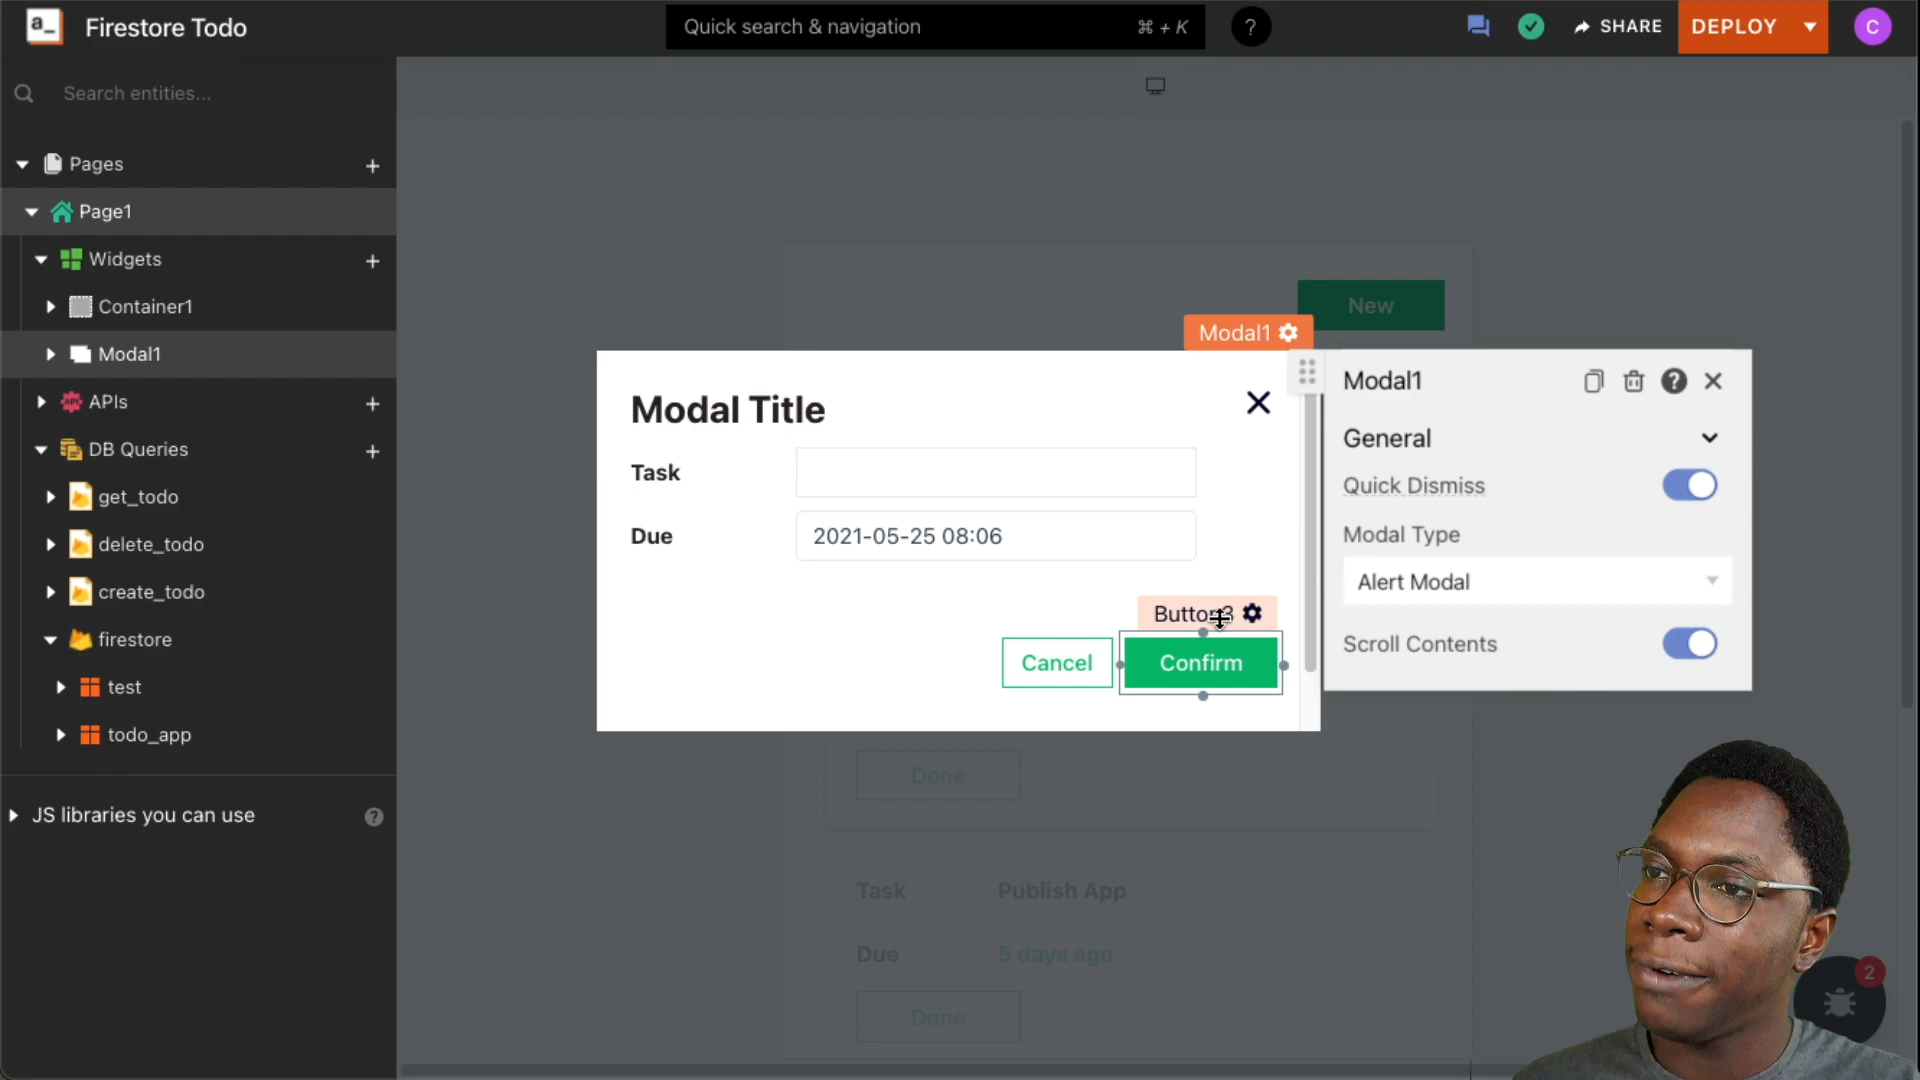 a_ Firestore Todo
Quick search & navigation ⌘ + K ?
SHARE DEPLOY C
Search entities...
Pages +
Page1
Widgets +
Container1
Modal1
APIs +
DB Queries +
get_todo
delete_todo
create_todo
firestore
test
todo_app
JS libraries you can use ?
New
Modal1
Modal Title
Task
Due 2021-05-25 08:06
Button3
Cancel Confirm
Modal1 ?
General
Quick Dismiss
Modal Type
Alert Modal
Scroll Contents
Done
Task Publish App
Due 5 days ago
Done
2